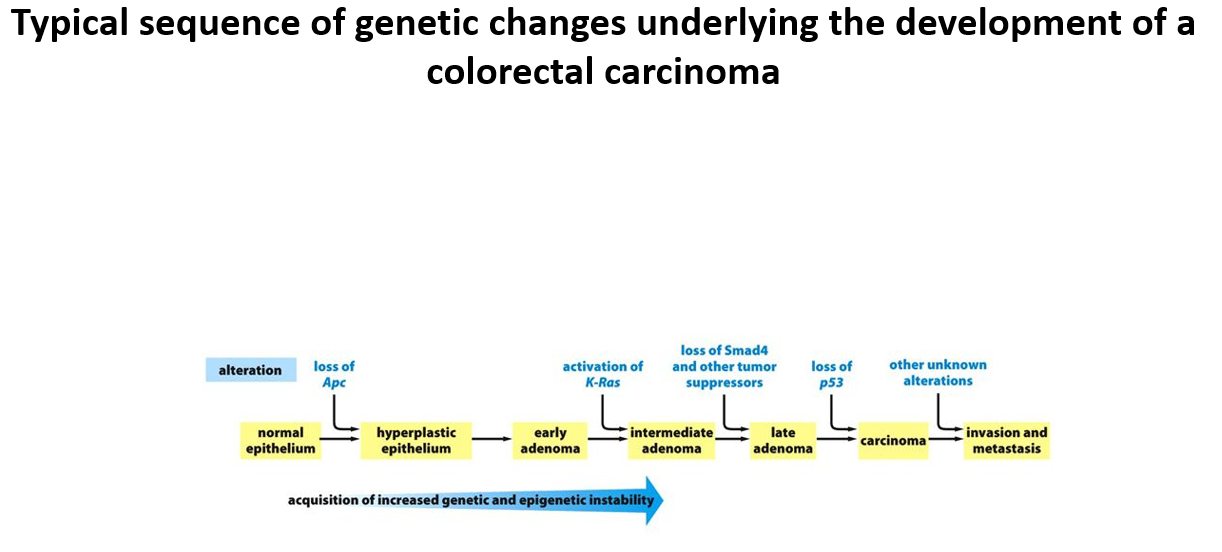 Typical sequence of genetic changes underlying the development of a
colorectal carcinoma
alteration
loss of
Apc
activation of
K-Ras
loss of Smad4
and other tumor
suppressors
loss of
p53
other unknown
alterations
normal
epithelium
hyperplastic
epithelium
early
adenoma
intermediate
adenoma
late
adenoma
carcinoma
invasion and
metastasis
acquisition of increased genetic and epigenetic instability